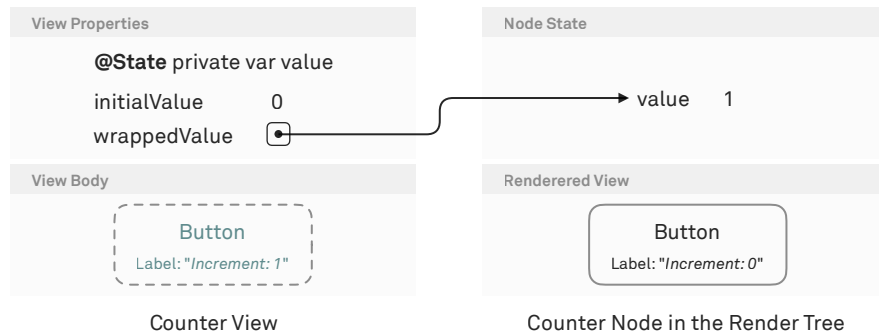 View Properties
@State private var value
initialValue 0
wrappedValue
Node State
value 1
View Body
Button
Label: "Increment: 1"
Renderered View
Button
Label: "Increment: 0"
Counter View
Counter Node in the Render Tree